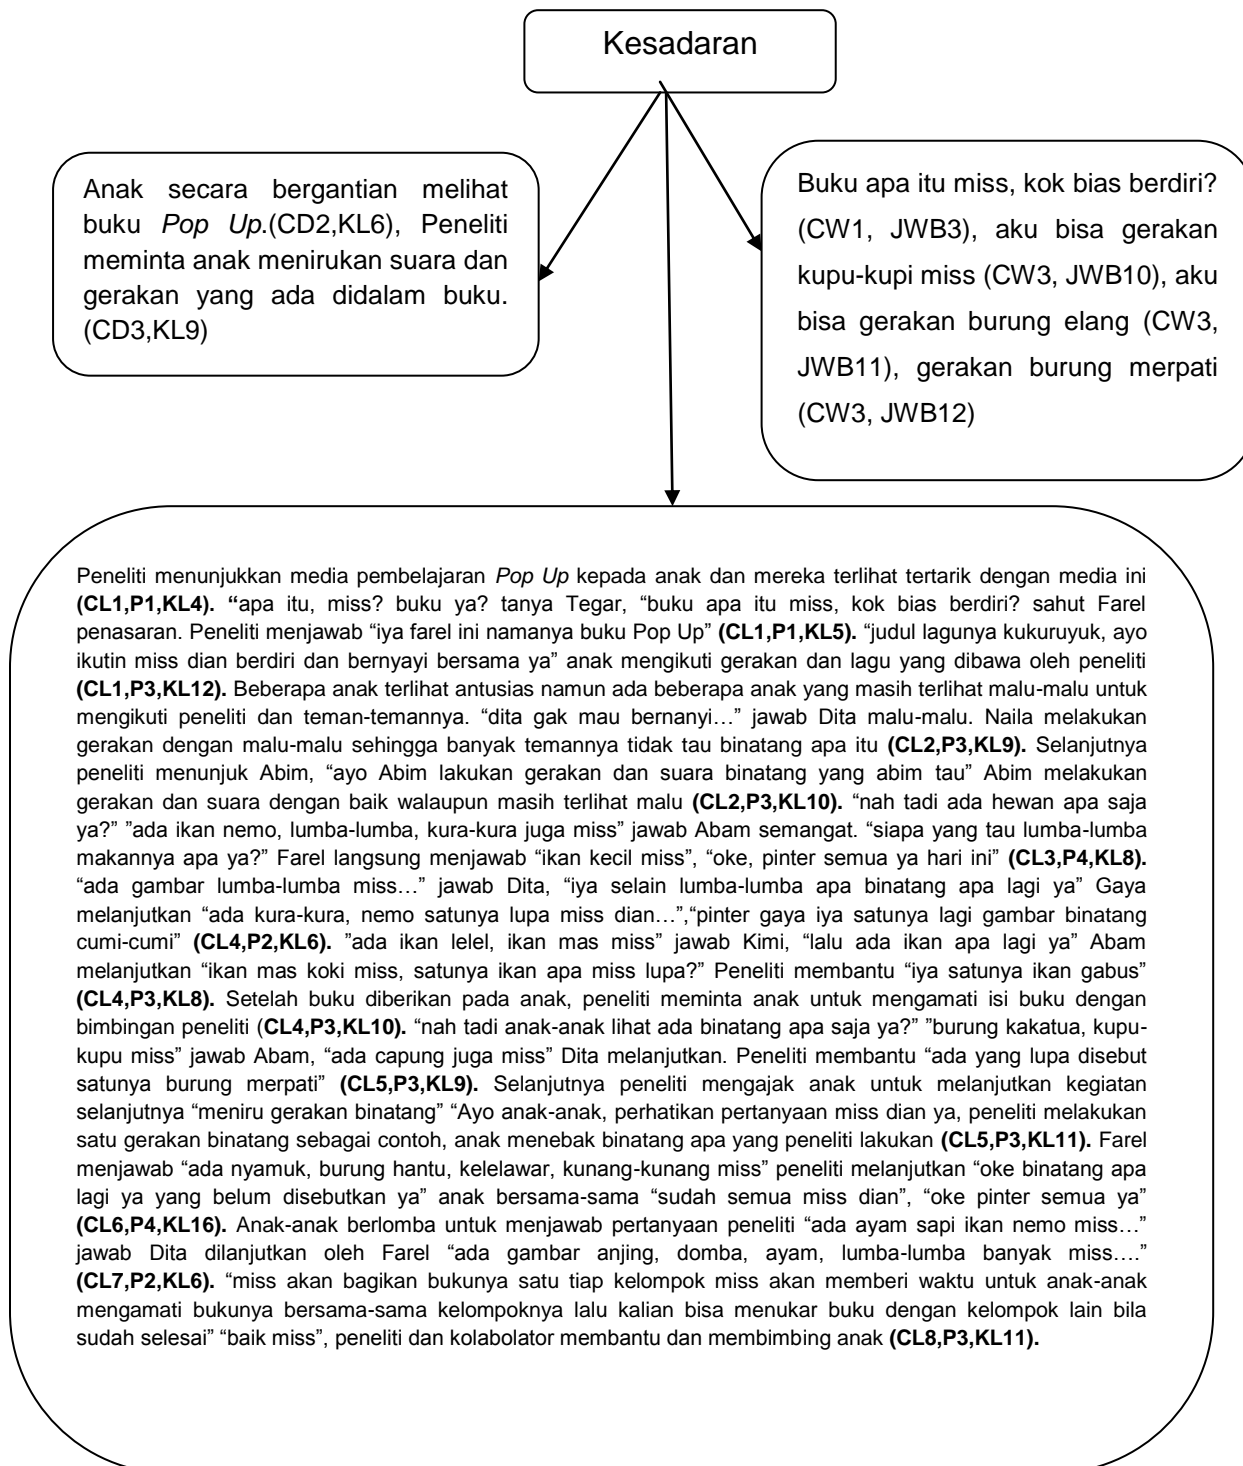 Kesadaran
Anak secara bergantian melihat
buku Pop Up.(CD2,KL6), Peneliti
meminta anak menirukan suara dan
gerakan yang ada didalam buku.
(CD3,KL9)
Buku apa itu miss, kok bias berdiri?
(CW1, JWB3), aku bisa gerakan
kupu-kupi miss (CW3, JWB10), aku
bisa gerakan burung elang (CW3,
JWB11), gerakan burung merpati
(CW3, JWB12)
Peneliti menunjukkan media pembelajaran Pop Up kepada anak dan mereka terlihat tertarik dengan media ini
(CL1,P1,KL4). “apa itu, miss? buku ya? tanya Tegar, “buku apa itu miss, kok bias berdiri? sahut Farel
penasaran. Peneliti menjawab “iya farel ini namanya buku Pop Up” (CL1,P1,KL5). “judul lagunya kukuruyuk, ayo
ikutin miss dian berdiri dan bernyayi bersama ya” anak mengikuti gerakan dan lagu yang dibawa oleh peneliti
(CL1,P3,KL12). Beberapa anak terlihat antusias namun ada beberapa anak yang masih terlihat malu-malu untuk
mengikuti peneliti dan teman-temannya. “dita gak mau bernanyi…” jawab Dita malu-malu. Naila melakukan
gerakan dengan malu-malu sehingga banyak temannya tidak tau binatang apa itu (CL2,P3,KL9). Selanjutnya
peneliti menunjuk Abim, “ayo Abim lakukan gerakan dan suara binatang yang abim tau” Abim melakukan
gerakan dan suara dengan baik walaupun masih terlihat malu (CL2,P3,KL10). “nah tadi ada hewan apa saja
ya?” ”ada ikan nemo, lumba-lumba, kura-kura juga miss” jawab Abam semangat. “siapa yang tau lumba-lumba
makannya apa ya?” Farel langsung menjawab “ikan kecil miss”, “oke, pinter semua ya hari ini” (CL3,P4,KL8).
“ada gambar lumba-lumba miss…” jawab Dita, “iya selain lumba-lumba apa binatang apa lagi ya” Gaya
melanjutkan “ada kura-kura, nemo satunya lupa miss dian…”,“pinter gaya iya satunya lagi gambar binatang
cumi-cumi” (CL4,P2,KL6). ”ada ikan lelel, ikan mas miss” jawab Kimi, “lalu ada ikan apa lagi ya” Abam
melanjutkan “ikan mas koki miss, satunya ikan apa miss lupa?” Peneliti membantu “iya satunya ikan gabus”
(CL4,P3,KL8). Setelah buku diberikan pada anak, peneliti meminta anak untuk mengamati isi buku dengan
bimbingan peneliti (CL4,P3,KL10). “nah tadi anak-anak lihat ada binatang apa saja ya?” ”burung kakatua, kupu-
kupu miss” jawab Abam, “ada capung juga miss” Dita melanjutkan. Peneliti membantu “ada yang lupa disebut
satunya burung merpati” (CL5,P3,KL9). Selanjutnya peneliti mengajak anak untuk melanjutkan kegiatan
selanjutnya “meniru gerakan binatang” “Ayo anak-anak, perhatikan pertanyaan miss dian ya, peneliti melakukan
satu gerakan binatang sebagai contoh, anak menebak binatang apa yang peneliti lakukan (CL5,P3,KL11). Farel
menjawab “ada nyamuk, burung hantu, kelelawar, kunang-kunang miss” peneliti melanjutkan “oke binatang apa
lagi ya yang belum disebutkan ya” anak bersama-sama “sudah semua miss dian”, “oke pinter semua ya”
(CL6,P4,KL16). Anak-anak berlomba untuk menjawab pertanyaan peneliti “ada ayam sapi ikan nemo miss…”
jawab Dita dilanjutkan oleh Farel “ada gambar anjing, domba, ayam, lumba-lumba banyak miss….”
(CL7,P2,KL6). “miss akan bagikan bukunya satu tiap kelompok miss akan memberi waktu untuk anak-anak
mengamati bukunya bersama-sama kelompoknya lalu kalian bisa menukar buku dengan kelompok lain bila
sudah selesai” “baik miss”, peneliti dan kolabolator membantu dan membimbing anak (CL8,P3,KL11).